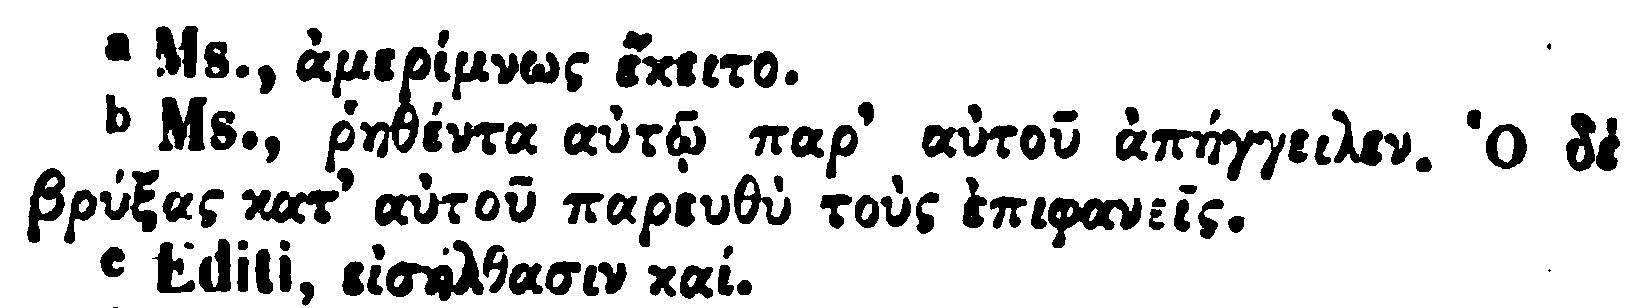 a Ms., ἀμερίμνως ἔκειτο.
b Ms., ῥηθέντα αὐτῷ παρ’ αὐτοῦ ἀπήγγειλεν. Ὁ δὲ
βρύξας κατ’ αὐτοῦ παρευθὺ τοὺς ἐπιφανεῖς.
c Editi, εἰσήλθασιν καί.